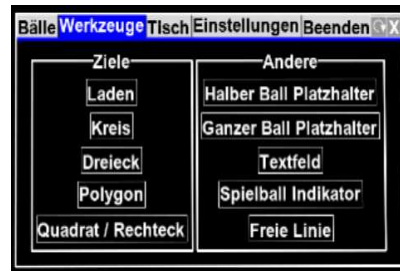 Bälle Werkzeuge TIsch Einstellungen Beenden X
Ziele
Laden
Kreis
Dreieck
Polygon
Quadrat / Rechteck
Andere
Halber Ball Platzhalter
Ganzer Ball Platzhalter
Textfeld
Spielball Indikator
Freie Linie